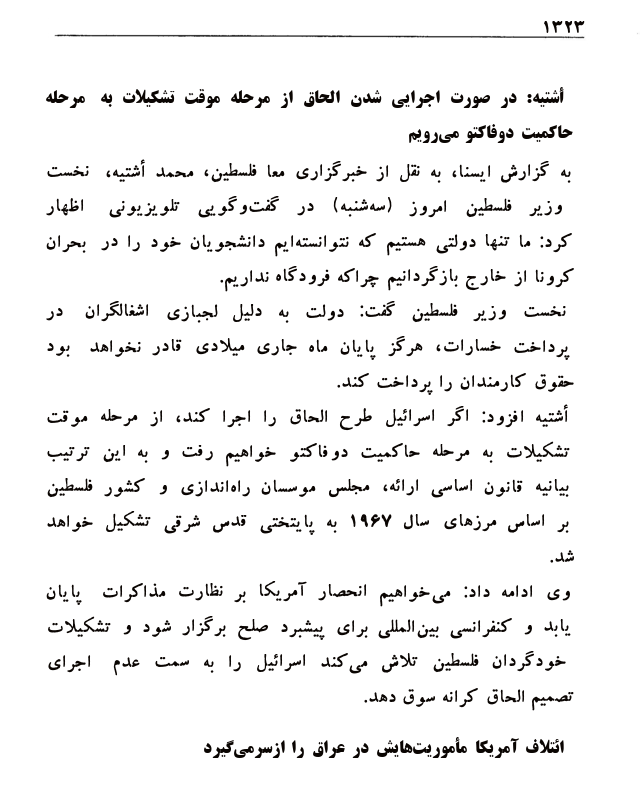 ۱۳۲۳
أشتیه: در صورت اجرایی شدن الحاق از مرحله موقت تشکیلات به مرحله
حاکمیت دوفاکتو می‌رویم
به گزارش ایسنا، به نقل از خبرگزاری معا فلسطین، محمد أشتیه، نخست
وزیر فلسطین امروز (سه‌شنبه) در گفت‌وگویی تلویزیونی اظهار
کرد: ما تنها دولتی هستیم که نتوانسته‌ایم دانشجویان خود را در بحران
کرونا از خارج بازگردانیم چراکه فرودگاه نداریم.
نخست وزیر فلسطین گفت: دولت به دلیل لجبازی اشغالگران در
پرداخت خسارات، هرگز پایان ماه جاری میلادی قادر نخواهد بود
حقوق کارمندان را پرداخت کند.
أشتیه افزود: اگر اسرائیل طرح الحاق را اجرا کند، از مرحله موقت
تشکیلات به مرحله حاکمیت دوفاکتو خواهیم رفت و به این ترتیب
بیانیه قانون اساسی ارائه، مجلس موسسان راه‌اندازی و کشور فلسطین
بر اساس مرزهای سال ۱۹۶۷ به پایتختی قدس شرقی تشکیل خواهد
شد.
وی ادامه داد: می‌خواهیم انحصار آمریکا بر نظارت مذاکرات پایان
یابد و کنفرانسی بین‌المللی برای پیشبرد صلح برگزار شود و تشکیلات
خودگردان فلسطین تلاش می‌کند اسرائیل را به سمت عدم اجرای
تصمیم الحاق کرانه سوق دهد.
ائتلاف آمریکا مأموریت‌هایش در عراق را ازسرمی‌گیرد